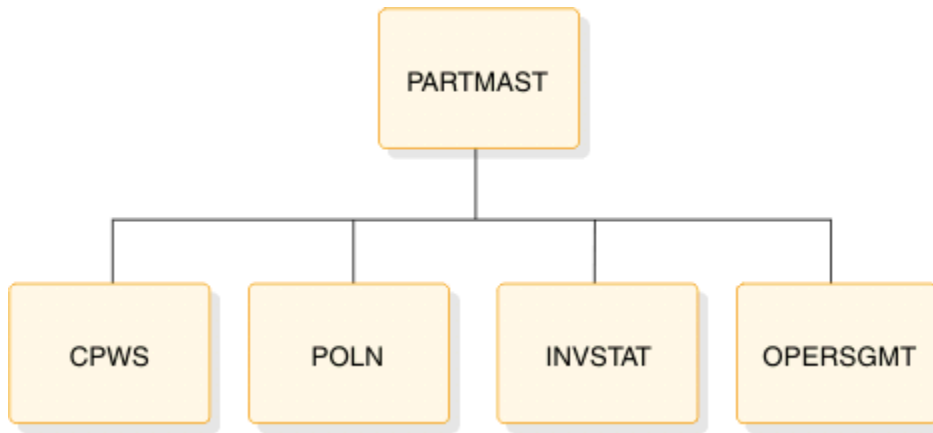 PARTMAST
CPWS
POLN
INVSTAT
OPERSGMT